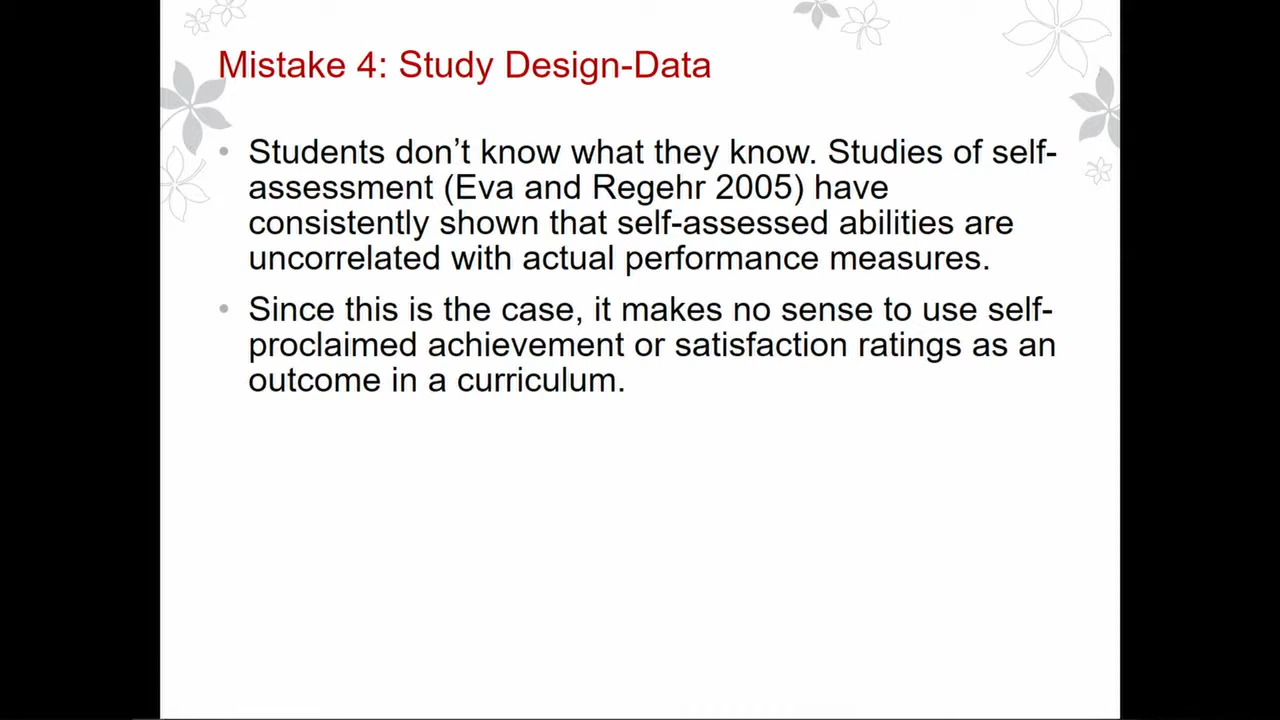 Mistake 4: Study Design-Data
• Students don’t know what they know. Studies of self-
assessment (Eva and Regehr 2005) have
consistently shown that self-assessed abilities are
uncorrelated with actual performance measures.
• Since this is the case, it makes no sense to use self-
proclaimed achievement or satisfaction ratings as an
outcome in a curriculum.